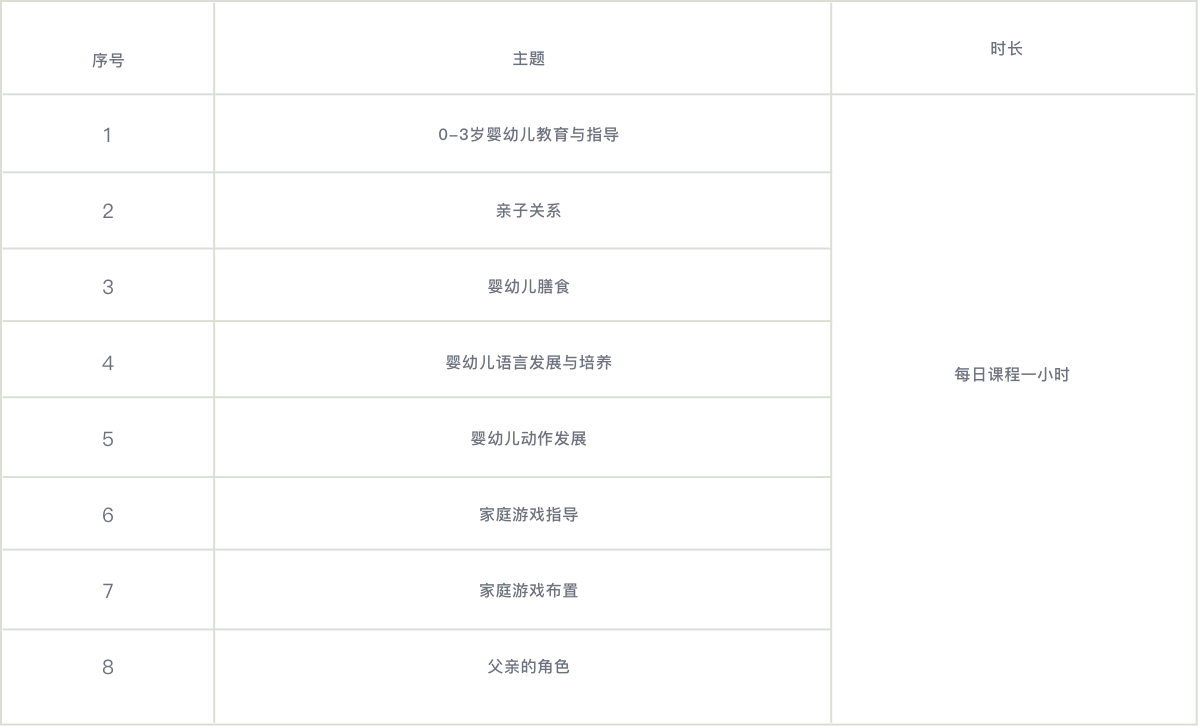 序号 主题 时长
1 0–3岁婴幼儿教育与指导
2 亲子关系
3 婴幼儿膳食
4 婴幼儿语言发展与培养
每日课程一小时
5 婴幼儿动作发展
6 家庭游戏指导
7 家庭游戏布置
8 父亲的角色